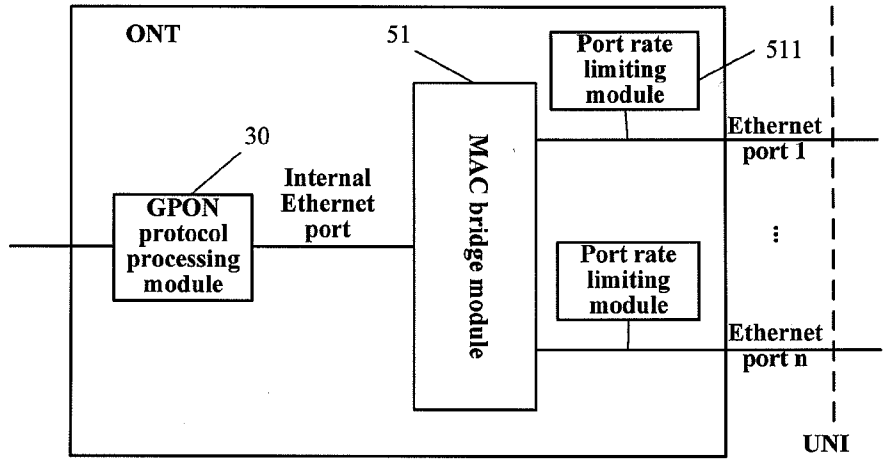 ONT
51
Port rate
limiting
module
511
Ethernet
port 1
30
Internal
Ethernet
port
GPON
protocol
processing
module
MAC bridge module
...
Port rate
limiting
module
Ethernet
port n
UNI